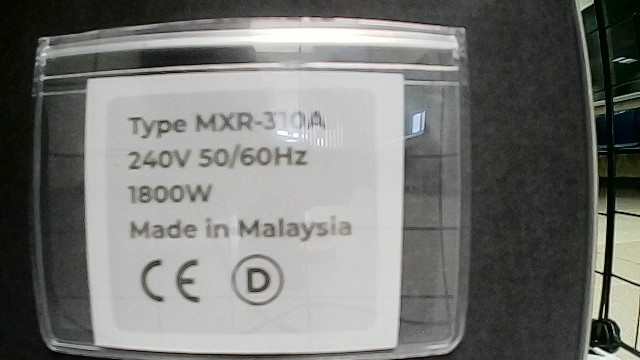 Type MXR-310A
240V 50/60Hz
1800W
Made in Malaysia
CE D